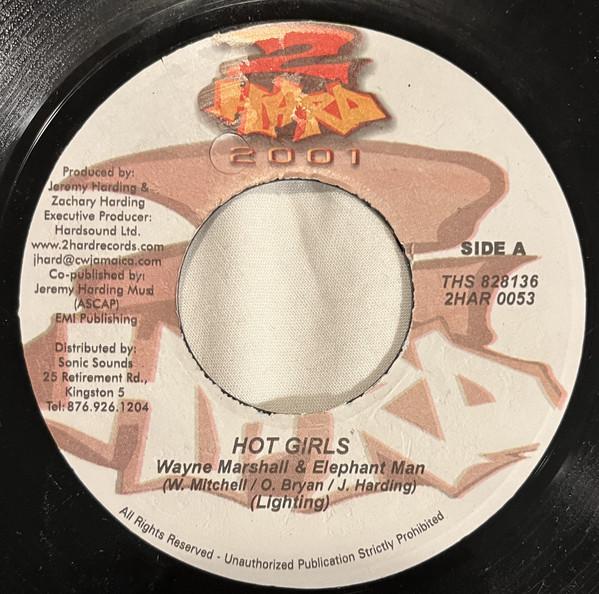 2
HARD
2001
Produced by:
Jeremy Harding &
Zachary Harding
Executive Producer:
Hardsound Ltd.
www.2hardrecords.com
jhard@cwjamaica.com
Co-published by:
Jeremy Harding Musi
(ASCAP)
EMI Publishing
Distributed by:
Sonic Sounds
25 Retirement Rd.,
Kingston 5
Tel: 876.926.1204
SIDE A
THS 828136
2HAR 0053
HOT GIRLS
Wayne Marshall & Elephant Man
(W. Mitchell / O. Bryan / J. Harding)
(Lighting)
All Rights Reserved - Unauthorized Publication Strictly Prohibited